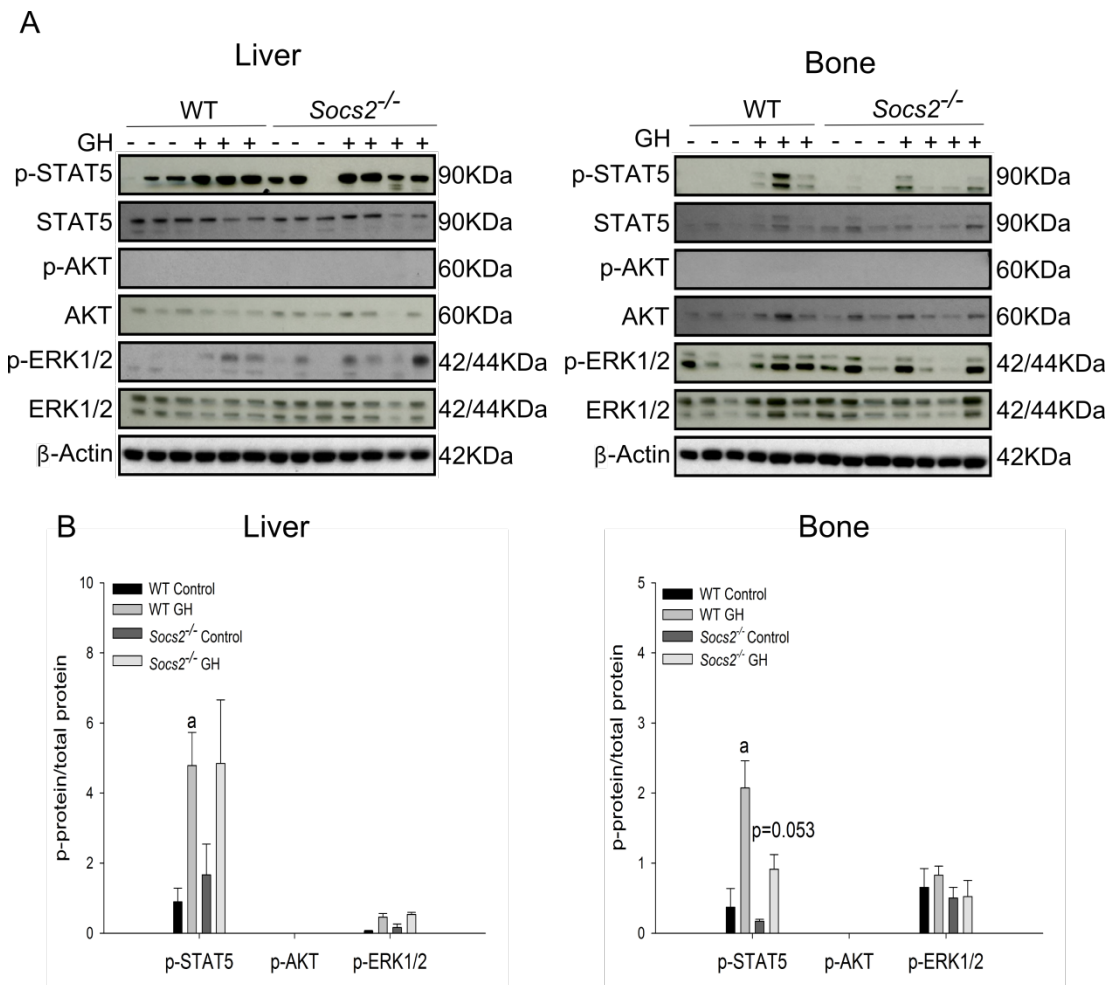 A
Liver
WT Socs2-/-
GH - - - + + + - - - + + + +
p-STAT5 90KDa
STAT5 90KDa
p-AKT 60KDa
AKT 60KDa
p-ERK1/2 42/44KDa
ERK1/2 42/44KDa
β-Actin 42KDa
Bone
WT Socs2-/-
GH - - - + + + - - - + + + +
p-STAT5 90KDa
STAT5 90KDa
p-AKT 60KDa
AKT 60KDa
p-ERK1/2 42/44KDa
ERK1/2 42/44KDa
β-Actin 42KDa
B
Liver
p-protein/total protein
10
8
6
4
2
0
WT Control
WT GH
Socs2-/- Control
Socs2-/- GH
a
p-STAT5 p-AKT p-ERK1/2
Bone
p-protein/total protein
5
4
3
2
1
0
WT Control
WT GH
Socs2-/- Control
Socs2-/- GH
a
p=0.053
p-STAT5 p-AKT p-ERK1/2